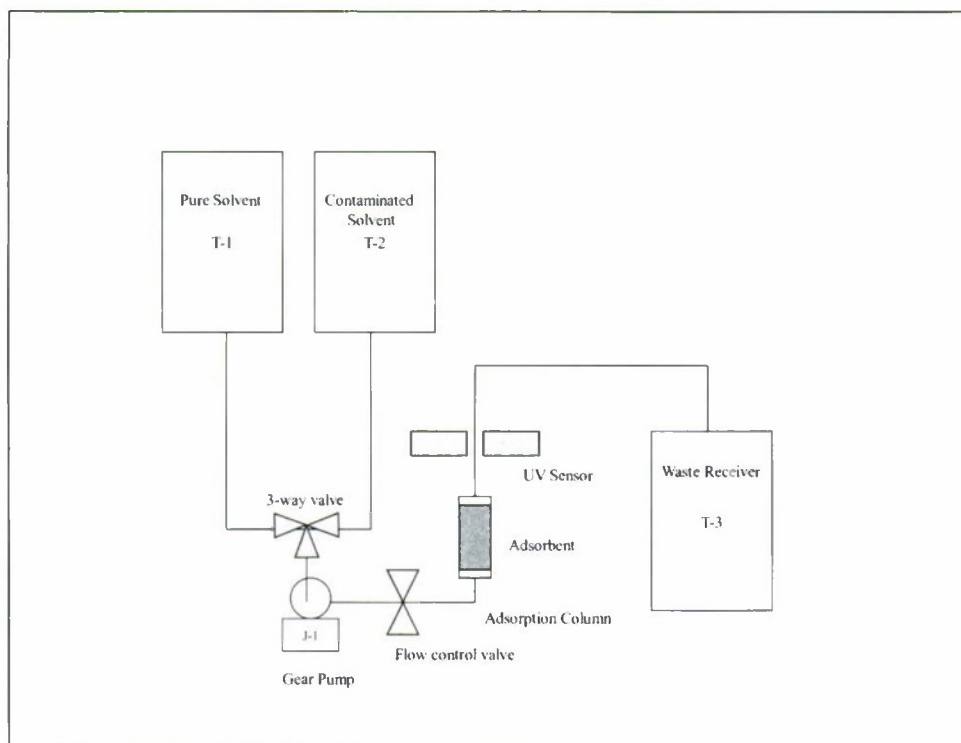 Pure Solvent
T-1
Contaminated
Solvent
T-2
UV Sensor
Waste Receiver
T-3
3-way valve
Adsorbent
Adsorption Column
J-1
Flow control valve
Gear Pump